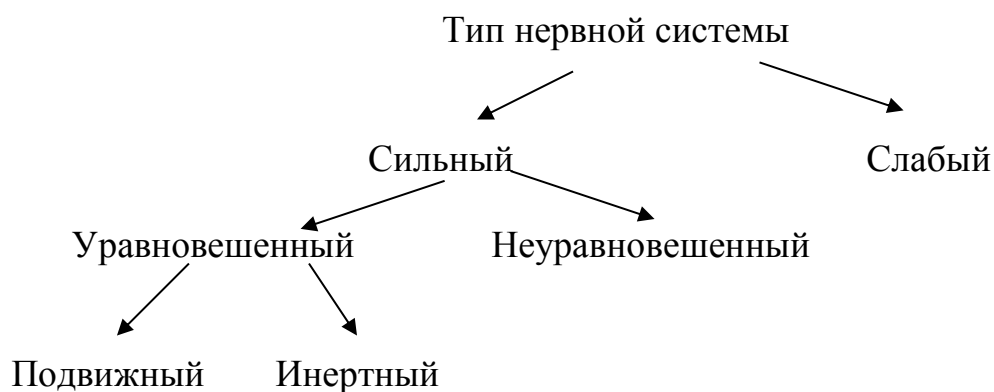 Тип нервной системы
Сильный Слабый
Уравновешенный Неуравновешенный
Подвижный Инертный